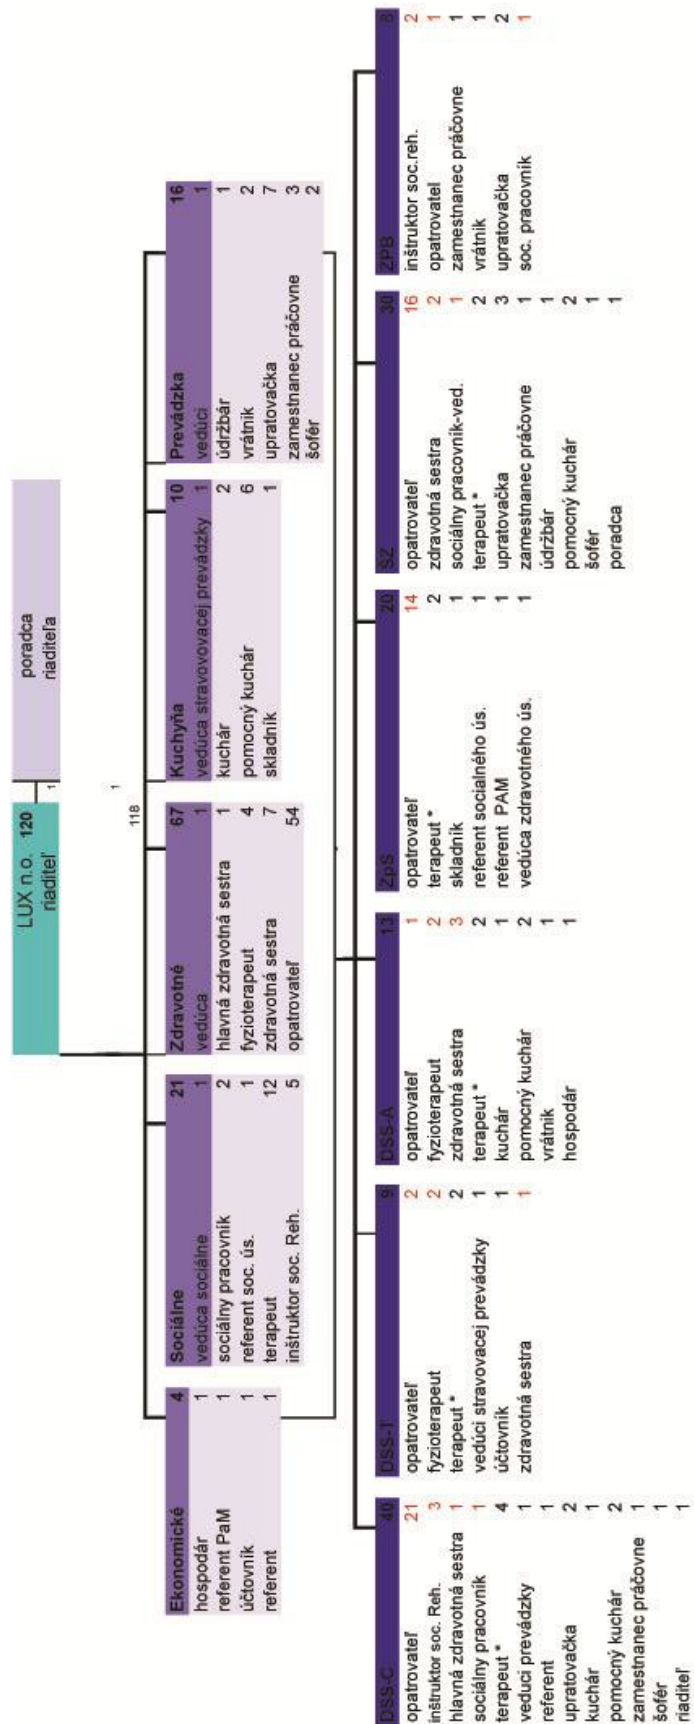 LUX n.o. 120
riaditeľ
1
poradca
riaditeľa
1
118
Ekonomické 4
hospodár 1
referent PaM 1
účtovník 1
referent 1
Sociálne 21
vedúca sociálne 1
sociálny pracovník 2
referent soc. ús. 1
terapeut 12
inštruktor soc. Reh. 5
Zdravotné 67
vedúca 1
hlavná zdravotná sestra 1
fyzioterapeut 4
zdravotná sestra 7
opatrovateľ 54
Kuchyňa 10
vedúca stravovovacej prevádzky 1
kuchár 2
pomocný kuchár 6
skladník 1
Prevádzka 16
vedúci 1
údržbár 1
vrátnik 2
upratovačka 7
zamestnanec práčovne 3
šofér 2
DSS-C 40
opatrovateľ 21
inštruktor soc. Reh. 3
hlavná zdravotná sestra 1
sociálny pracovník 1
terapeut * 4
veduci prevádzky 1
referent 1
upratovačka 2
kuchár 1
pomocný kuchár 2
zamestnanec práčovne 1
šofér 1
riaditeľ 1
DSS-T 9
opatrovateľ 2
fyzioterapeut 2
terapeut * 2
vedúci stravovacej prevádzky 1
účtovník 1
zdravotná sestra 1
DSS-A 13
opatrovateľ 1
fyzioterapeut 2
zdravotná sestra 3
terapeut * 2
kuchár 1
pomocný kuchár 2
vrátnik 1
hospodár 1
ZpS 20
opatrovateľ 14
terapeut * 2
skladník 1
referent socialného ús. 1
referent PAM 1
vedúca zdravotného ús. 1
ŠZ 30
opatrovateľ 16
zdravotná sestra 2
sociálny pracovník-ved. 1
terapeut * 2
upratovačka 3
zamestnanec práčovne 1
údržbár 1
pomocný kuchár 2
šofér 1
poradca 1
ZPB 8
inštruktor soc.reh. 2
opatrovatel 1
zamestnanec práčovne 1
vrátnik 1
upratovačka 2
soc. pracovník 1